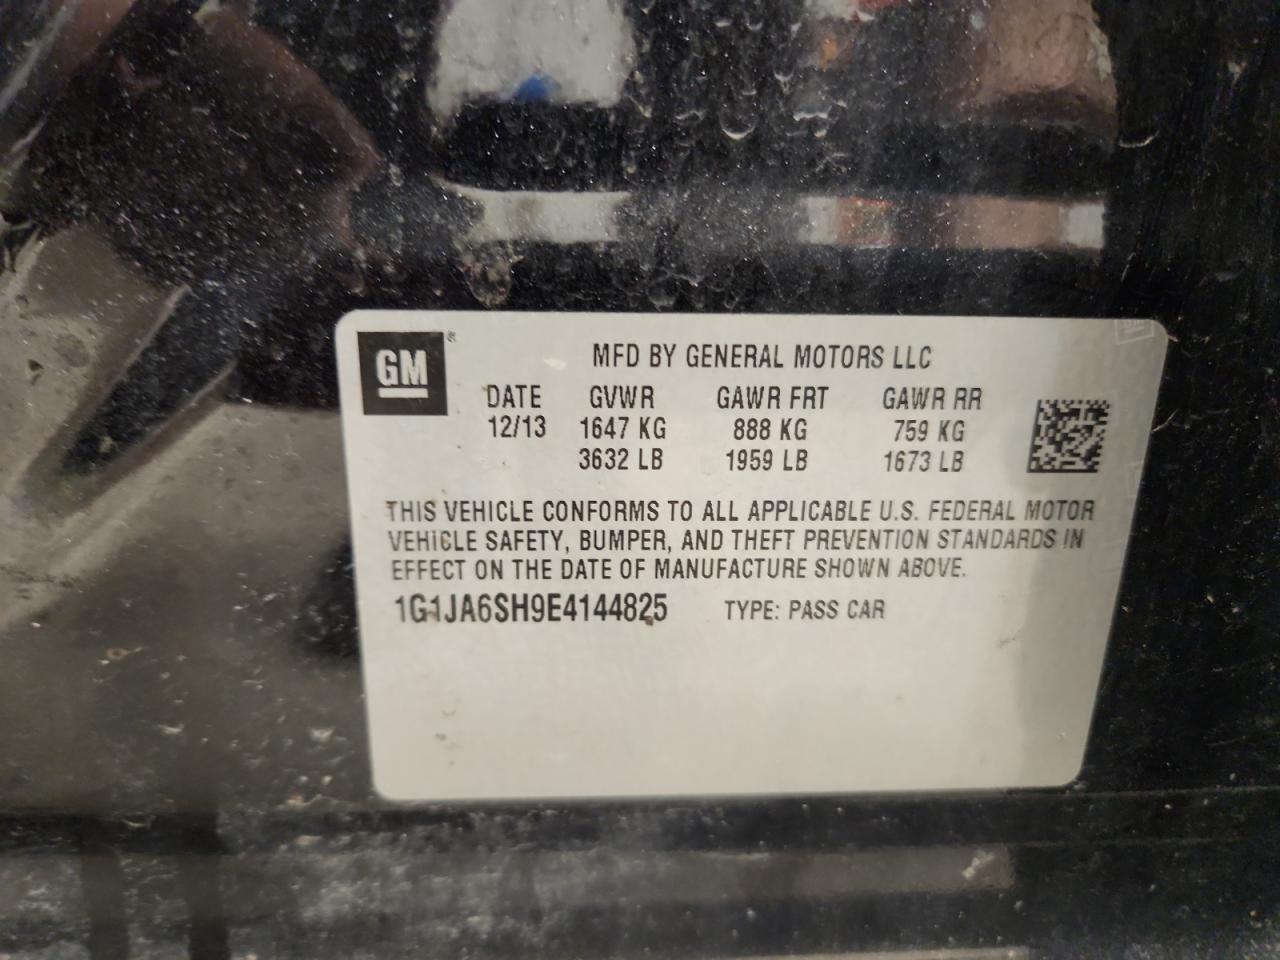 GM®
MFD BY GENERAL MOTORS LLC
DATE GVWR GAWR FRT GAWR RR
12/13 1647 KG 888 KG 759 KG
3632 LB 1959 LB 1673 LB
THIS VEHICLE CONFORMS TO ALL APPLICABLE U.S. FEDERAL MOTOR
VEHICLE SAFETY, BUMPER, AND THEFT PREVENTION STANDARDS IN
EFFECT ON THE DATE OF MANUFACTURE SHOWN ABOVE.
1G1JA6SH9E4144825 TYPE: PASS CAR